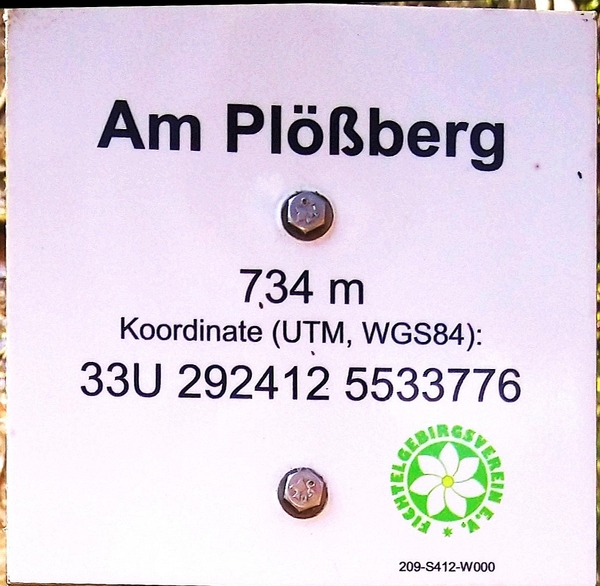 Am Plößberg
734 m
Koordinate (UTM, WGS84):
33U 292412 5533776
FICHTELGEBIRGSVEREIN E.V.
209-S412-W000